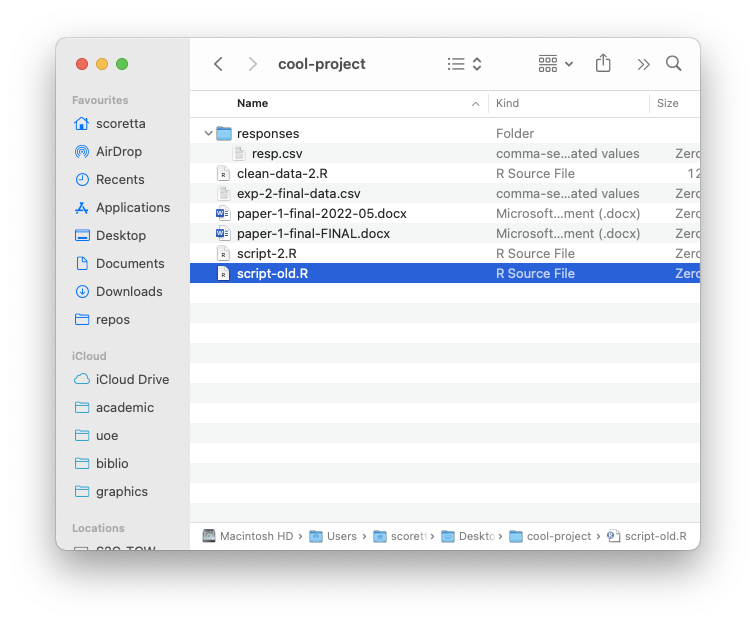 cool-project
Favourites
scoretta
AirDrop
Recents
Applications
Desktop
Documents
Downloads
repos
iCloud
iCloud Drive
academic
uoe
biblio
graphics
Locations
Name Kind Size
responses Folder
resp.csv comma-se...ated values Zero
clean-data-2.R R Source File 12
exp-2-final-data.csv comma-se...ated values Zero
paper-1-final-2022-05.docx Microsoft...ment (.docx) Zero
paper-1-final-FINAL.docx Microsoft...ment (.docx) Zero
script-2.R R Source File Zero
script-old.R R Source File Zero
Macintosh HD › Users › scorett › Deskto › cool-project › script-old.R